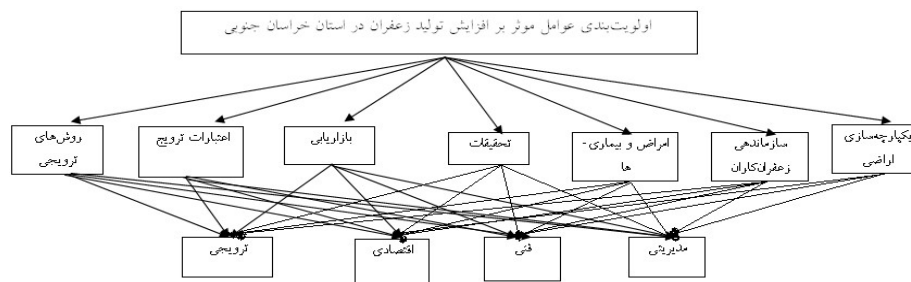 اولویت‌بندی عوامل موثر بر افزایش تولید زعفران در استان خراسان جنوبی
یکپارچه‌سازی
اراضی
سازماندهی
زعفران‌کاران
امراض و بیماری-
ها
تحقیقات
بازاریابی
اعتبارات ترویج
روش‌های
ترویجی
مدیریتی
فنی
اقتصادی
ترویجی